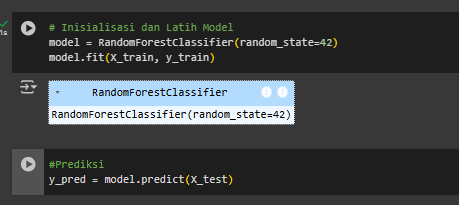 # Inisialisasi dan Latih Model
model = RandomForestClassifier(random_state=42)
model.fit(X_train, y_train)
RandomForestClassifier
RandomForestClassifier(random_state=42)
#Prediksi
y_pred = model.predict(X_test)